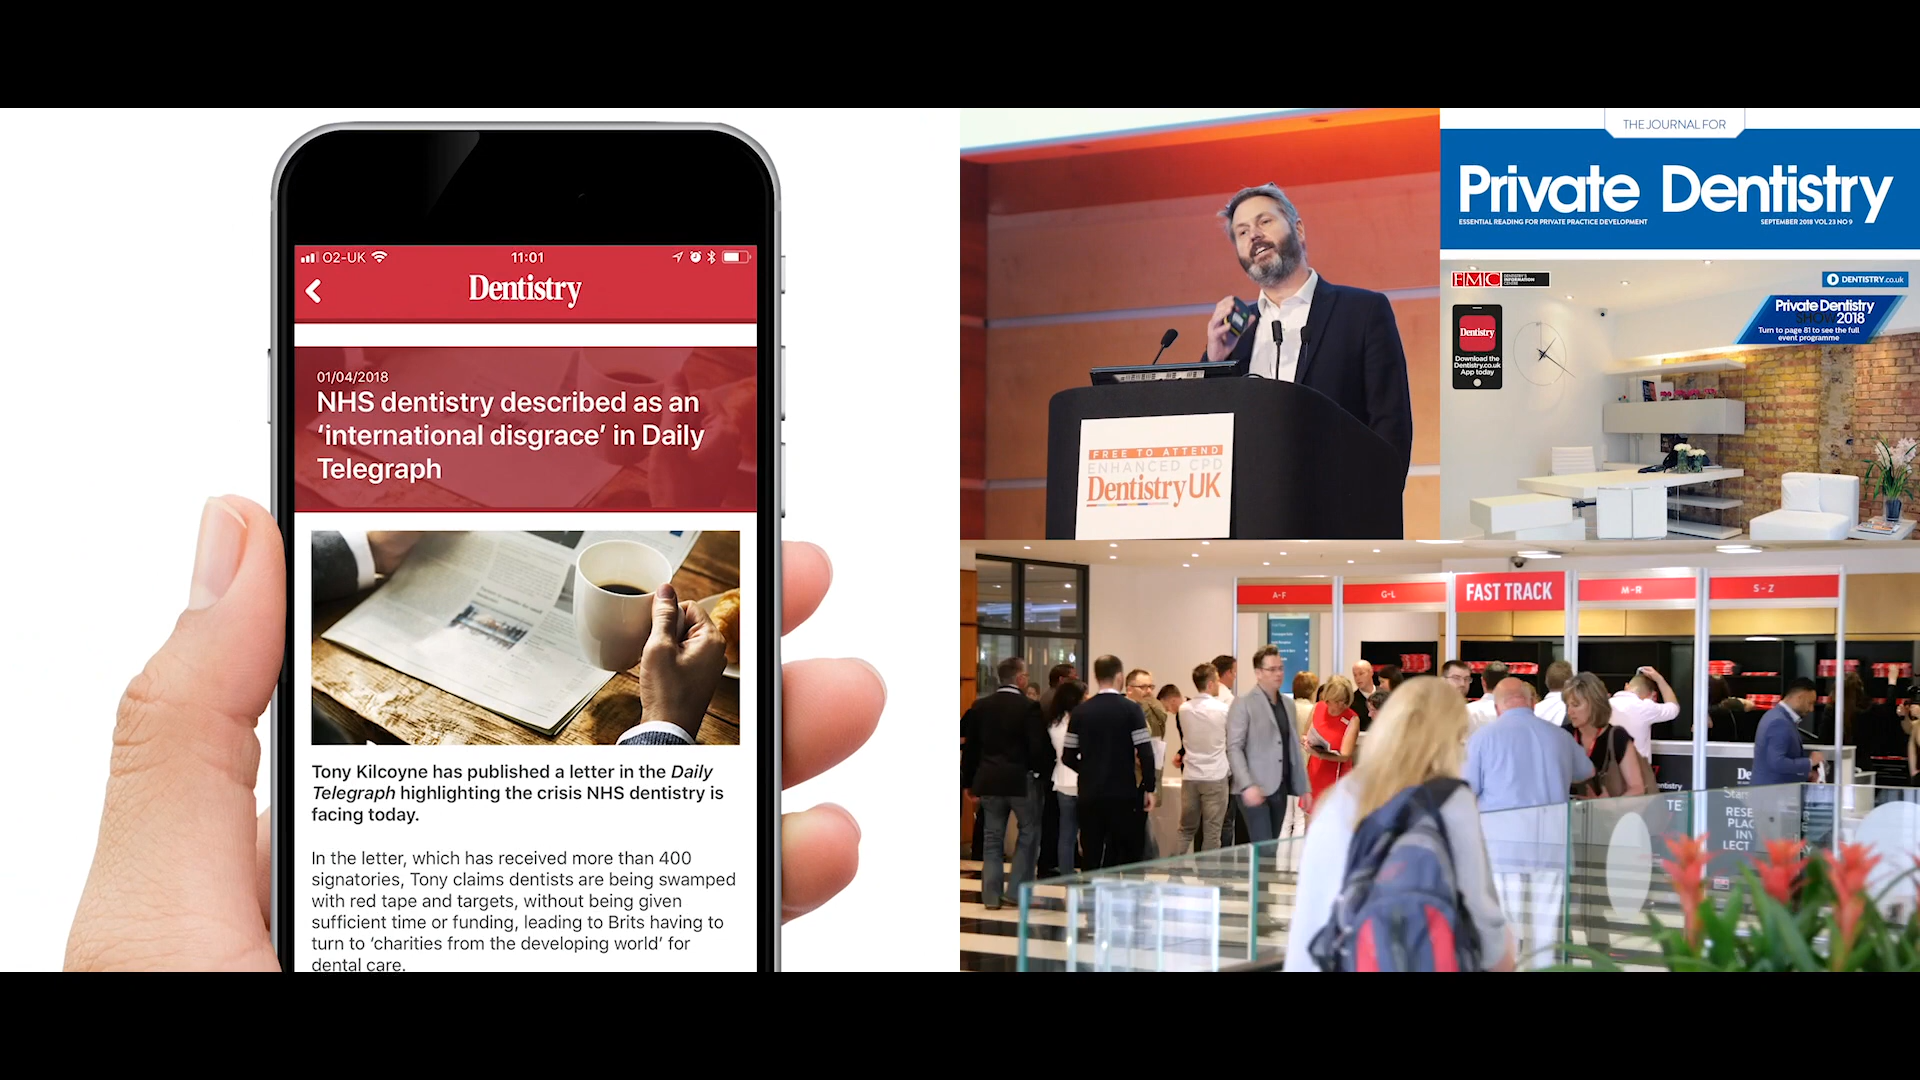 O2-UK
11:01
Dentistry
01/04/2018
NHS dentistry described as an
‘international disgrace’ in Daily
Telegraph
Tony Kilcoyne has published a letter in the Daily
Telegraph highlighting the crisis NHS dentistry is
facing today.
In the letter, which has received more than 400
signatories, Tony claims dentists are being swamped
with red tape and targets, without being given
sufficient time or funding, leading to Brits having to
turn to ‘charities from the developing world’ for
dental care.
FREE TO ATTEND
ENHANCED CPD
Dentistry UK
THE JOURNAL FOR
Private Dentistry
ESSENTIAL READING FOR PRIVATE PRACTICE DEVELOPMENT
SEPTEMBER 2018 VOL 23 NO 9
FMC
DENTISTRY'S
INFORMATION
CENTRE
DENTISTRY.co.uk
Private Dentistry
SHOW 2018
Turn to page 81 to see the full
event programme
Dentistry
Download the
Dentistry.co.uk
App today
A-F
G-L
FAST TRACK
M-R
S-Z